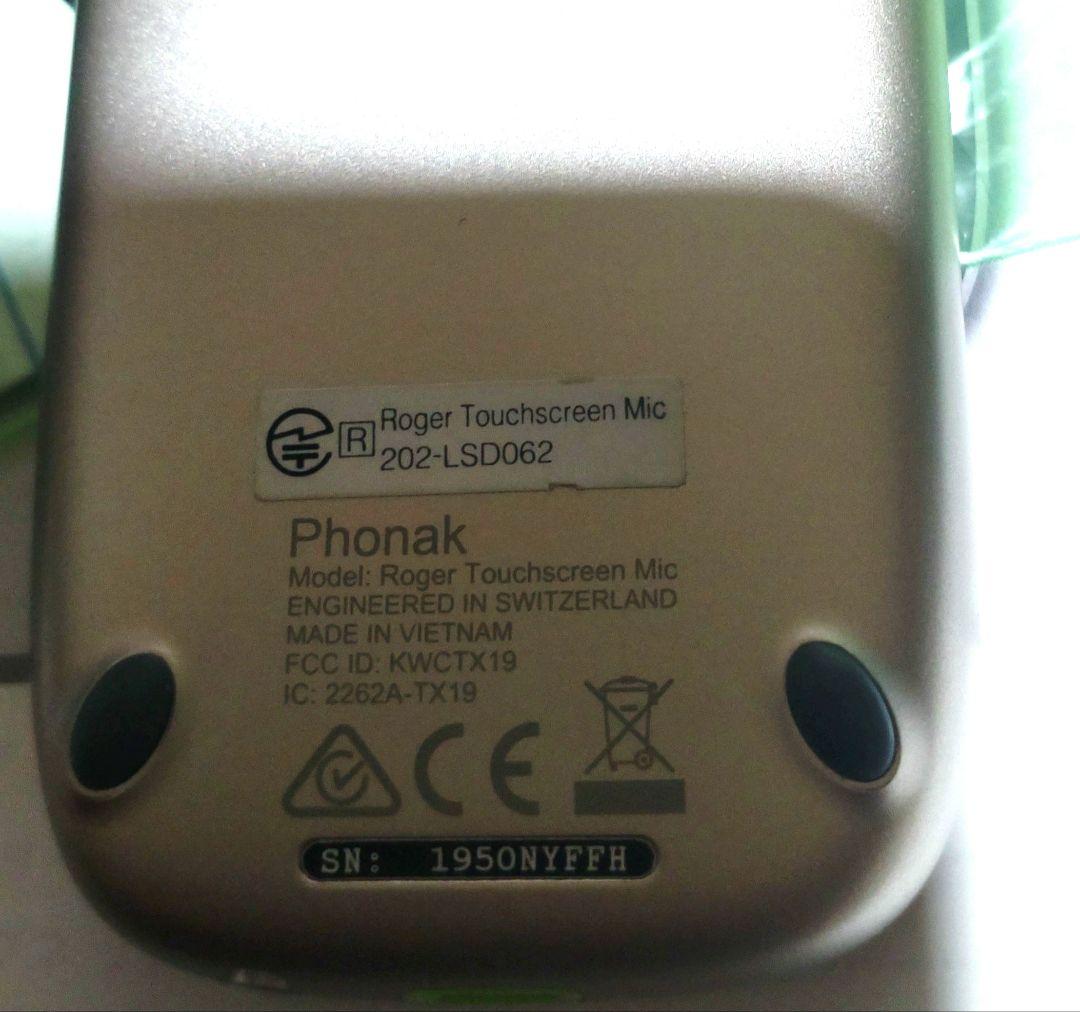 R Roger Touchscreen Mic
202-LSD062
Phonak
Model: Roger Touchscreen Mic
ENGINEERED IN SWITZERLAND
MADE IN VIETNAM
FCC ID: KWCTX19
IC: 2262A-TX19
CE
SN: 1950NYFFH